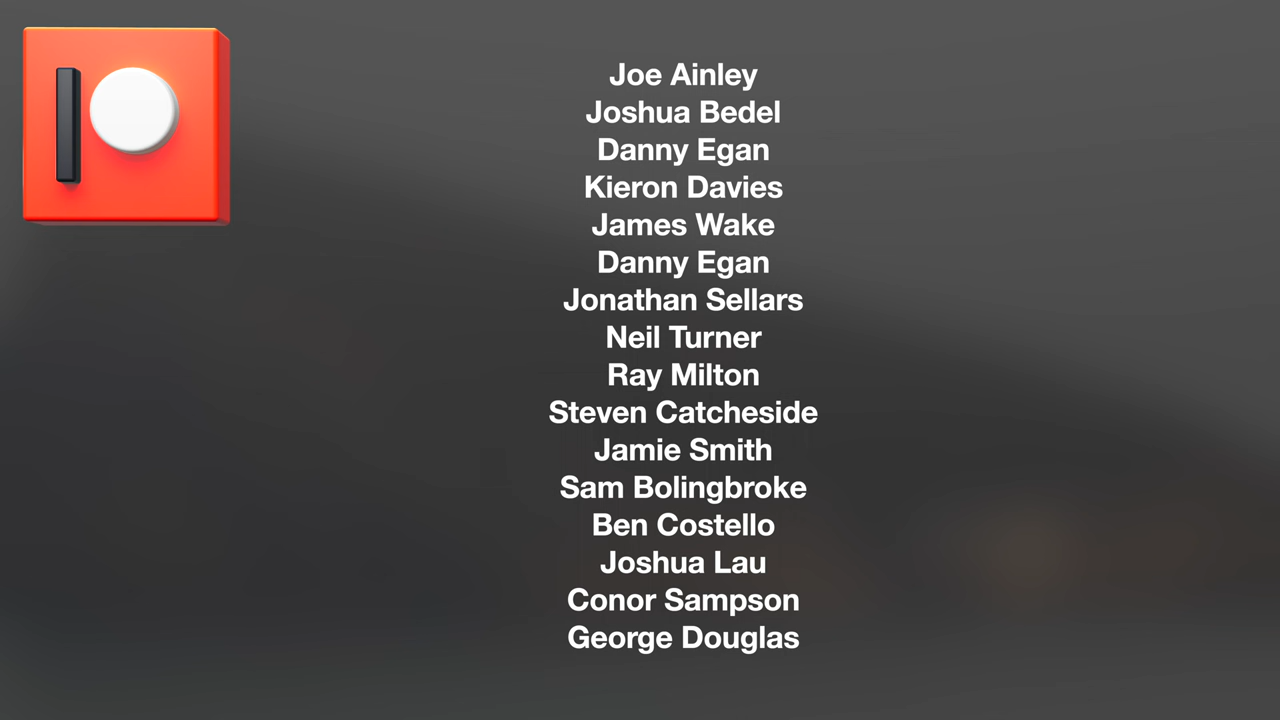 Joe Ainley
Joshua Bedel
Danny Egan
Kieron Davies
James Wake
Danny Egan
Jonathan Sellars
Neil Turner
Ray Milton
Steven Catcheside
Jamie Smith
Sam Bolingbroke
Ben Costello
Joshua Lau
Conor Sampson
George Douglas